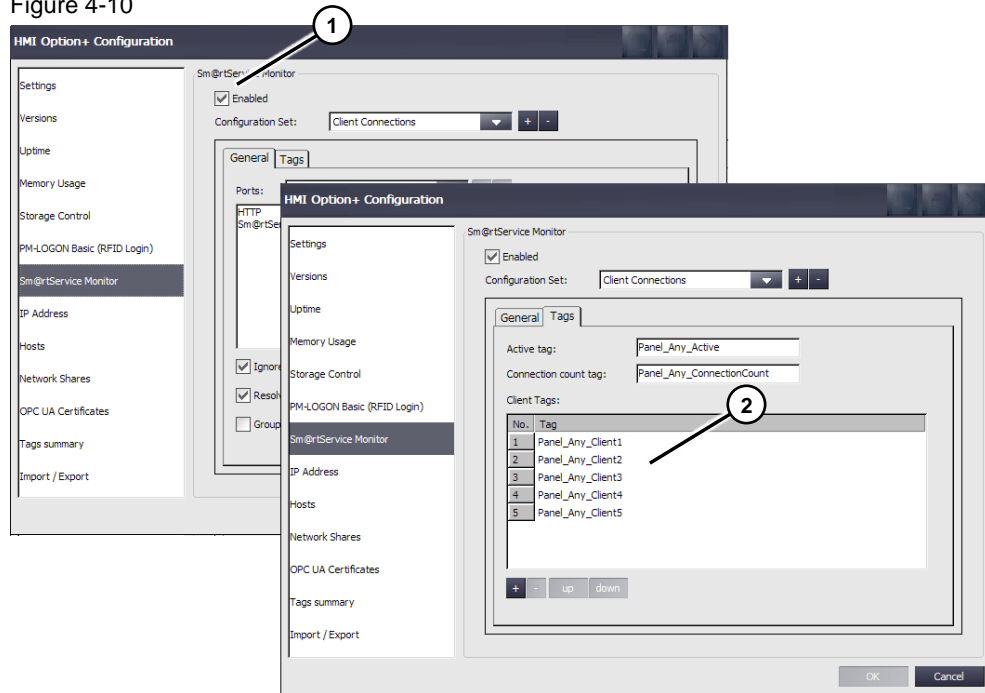 Figure 4-10
1
HMI Option+ Configuration
Settings
Versions
Uptime
Memory Usage
Storage Control
PM-LOGON Basic (RFID Login)
Sm@rtService Monitor
IP Address
Hosts
Network Shares
OPC UA Certificates
Tags summary
Import / Export
Sm@rtService Monitor
Enabled
Configuration Set: Client Connections + -
General Tags
Ports:
HTTP
HMI Option+ Configuration
Settings
Versions
Uptime
Memory Usage
Storage Control
PM-LOGON Basic (RFID Login)
Sm@rtService Monitor
IP Address
Hosts
Network Shares
OPC UA Certificates
Tags summary
Import / Export
Sm@rtService Monitor
Enabled
Configuration Set: Client Connections + -
General Tags
Active tag: Panel_Any_Active
Connection count tag: Panel_Any_ConnectionCount
Client Tags:
2
No. Tag
1 Panel_Any_Client1
2 Panel_Any_Client2
3 Panel_Any_Client3
4 Panel_Any_Client4
5 Panel_Any_Client5
+ - up down
OK Cancel